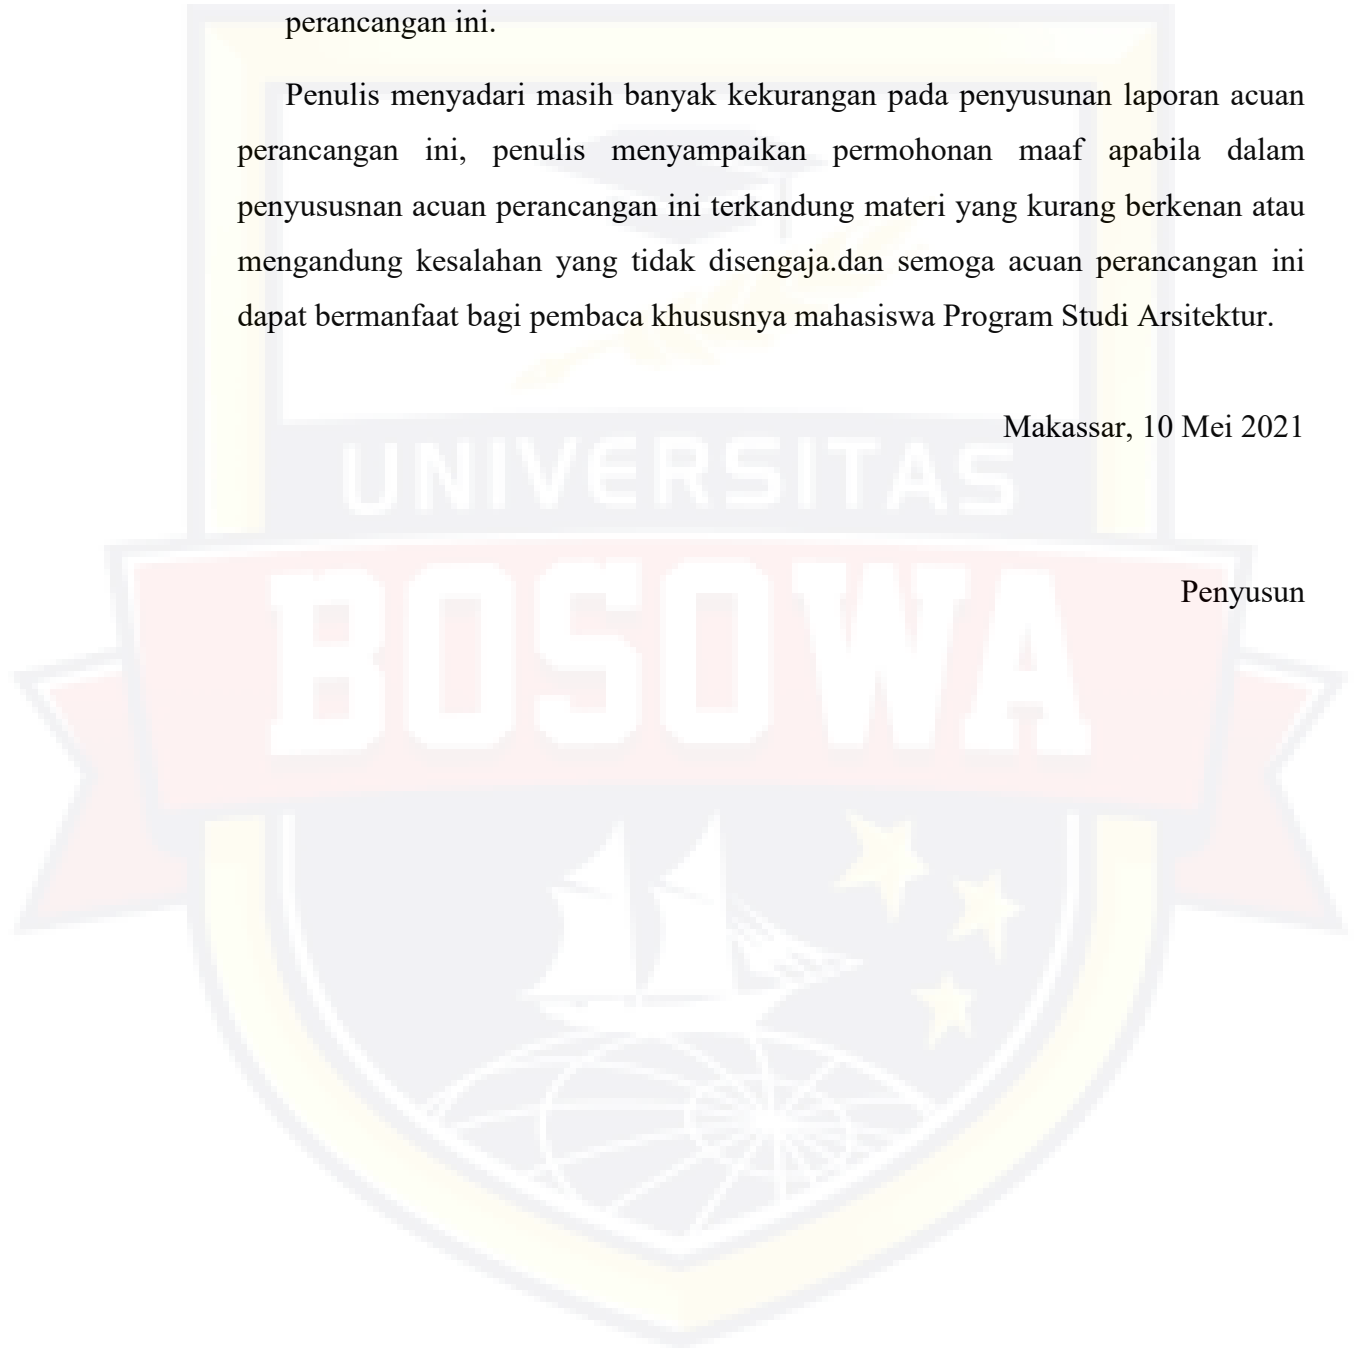 perancangan ini.
Penulis menyadari masih banyak kekurangan pada penyusunan laporan acuan
perancangan ini, penulis menyampaikan permohonan maaf apabila dalam
penyususnan acuan perancangan ini terkandung materi yang kurang berkenan atau
mengandung kesalahan yang tidak disengaja.dan semoga acuan perancangan ini
dapat bermanfaat bagi pembaca khususnya mahasiswa Program Studi Arsitektur.
Makassar, 10 Mei 2021
UNIVERSITAS
Penyusun
BOSOWA